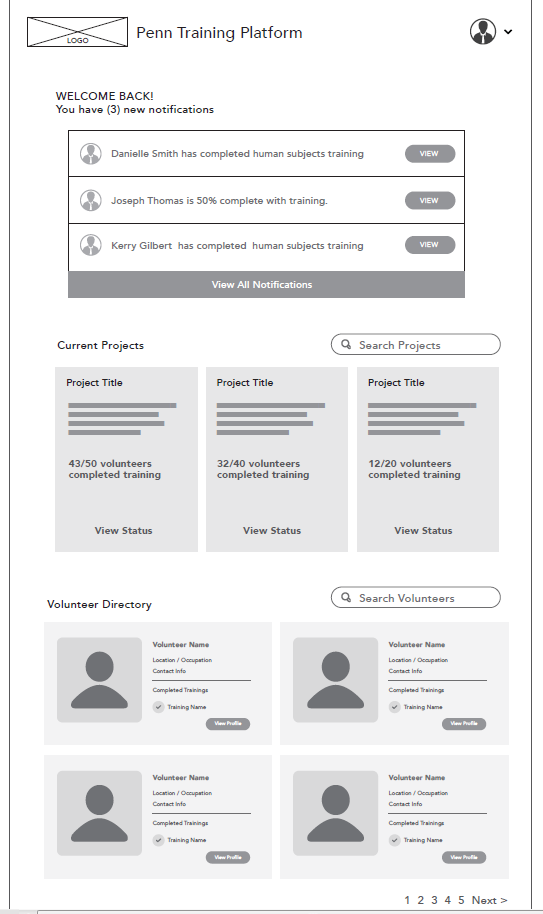 LOGO
Penn Training Platform
WELCOME BACK!
You have (3) new notifications
Danielle Smith has completed human subjects training
VIEW
Joseph Thomas is 50% complete with training.
VIEW
Kerry Gilbert  has completed  human subjects training
VIEW
View All Notifications
Current Projects
Search Projects
Project Title
43/50 volunteers
completed training
View Status
Project Title
32/40 volunteers
completed training
View Status
Project Title
12/20 volunteers
completed training
View Status
Volunteer Directory
Search Volunteers
Volunteer Name
Location / Occupation
Contact Info
Completed Trainings
Training Name
View Profile
Volunteer Name
Location / Occupation
Contact Info
Completed Trainings
Training Name
View Profile
Volunteer Name
Location / Occupation
Contact Info
Completed Trainings
Training Name
View Profile
Volunteer Name
Location / Occupation
Contact Info
Completed Trainings
Training Name
View Profile
1 2 3 4 5 Next >